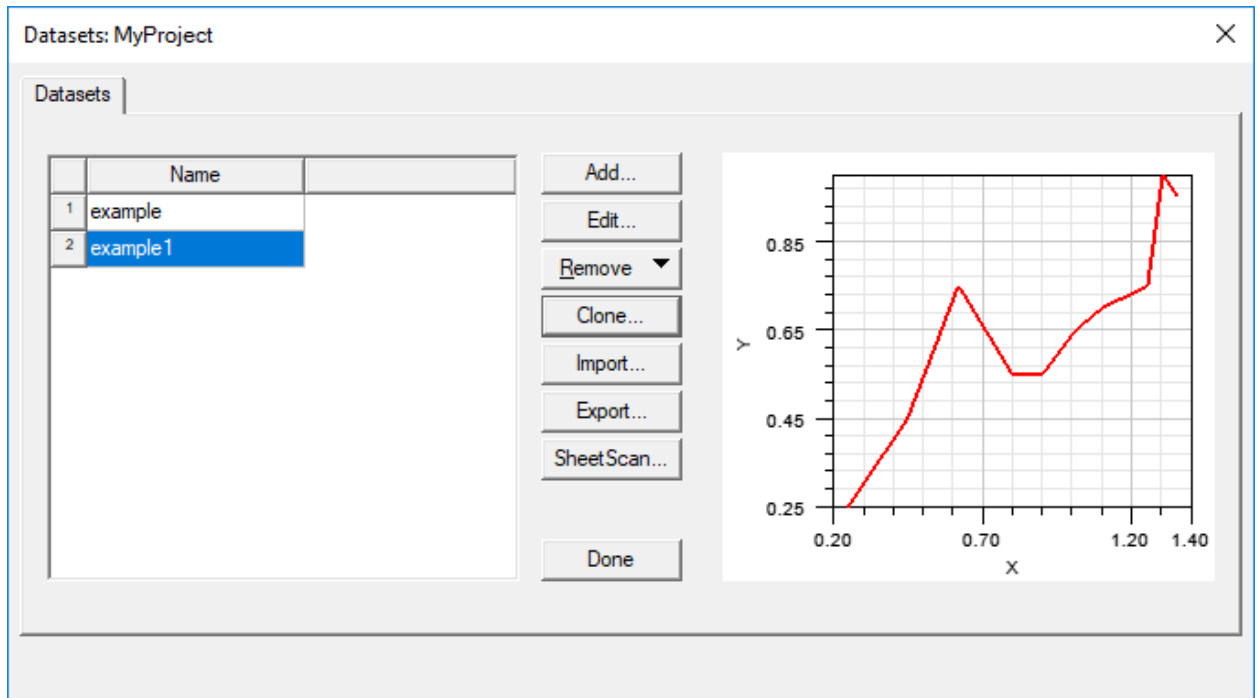 Datasets: MyProject
Datasets
Name
1 example
2 example1
Add...
Edit...
Remove
Clone...
Import...
Export...
SheetScan...
Done
0.85
0.65
0.45
0.25
Y
0.20 0.70 1.20 1.40
X